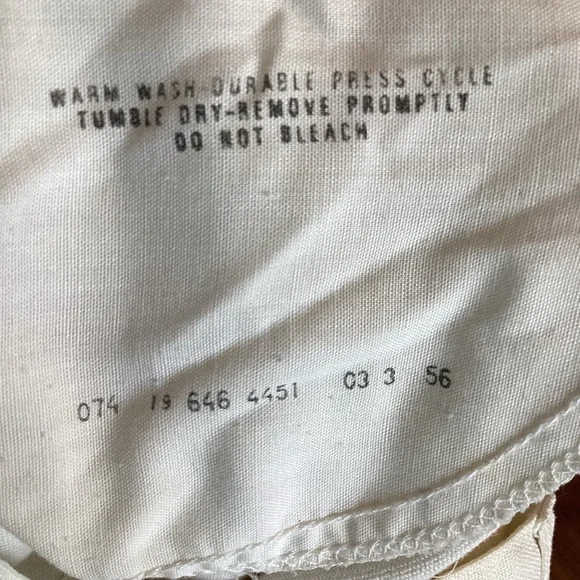 WARM WASH-DURABLE PRESS CYCLE
TUMBLE DRY-REMOVE PROMPTLY
DO NOT BLEACH
074 19 646 4451 03 3 56